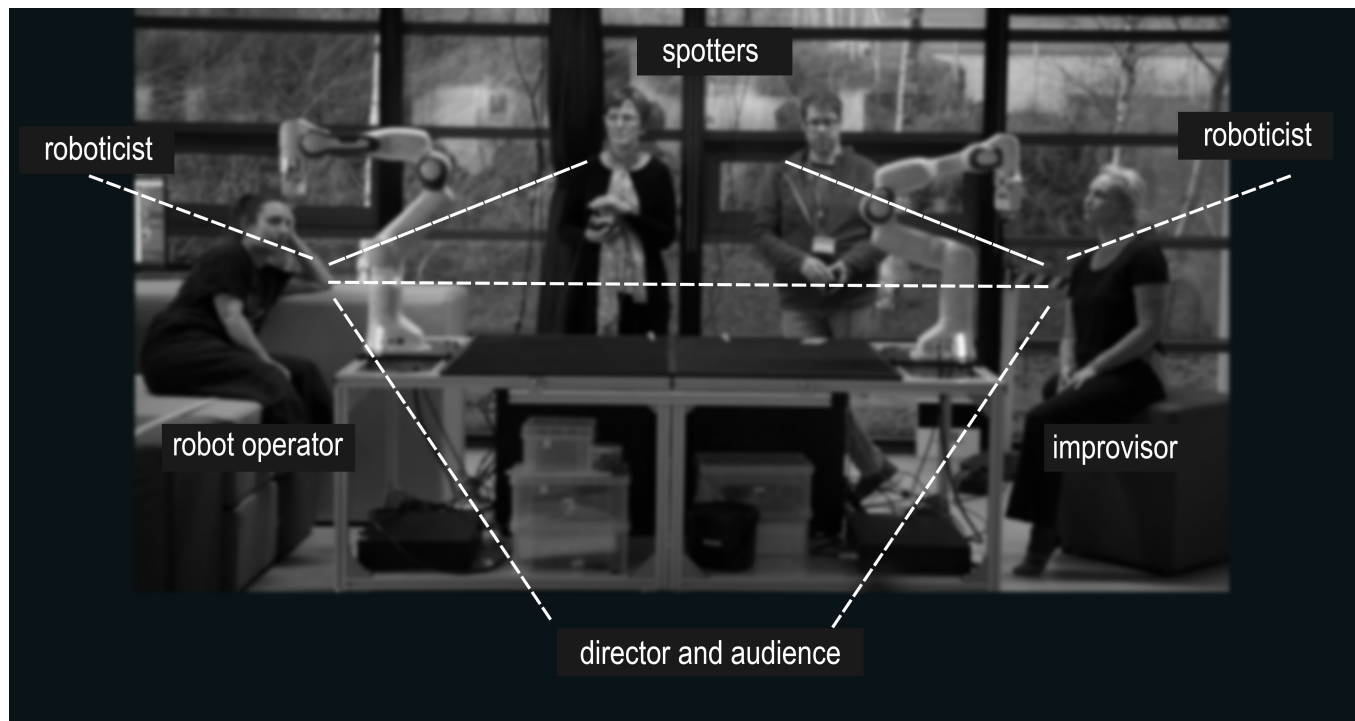 spotters
roboticist
roboticist
robot operator
improvisor
director and audience